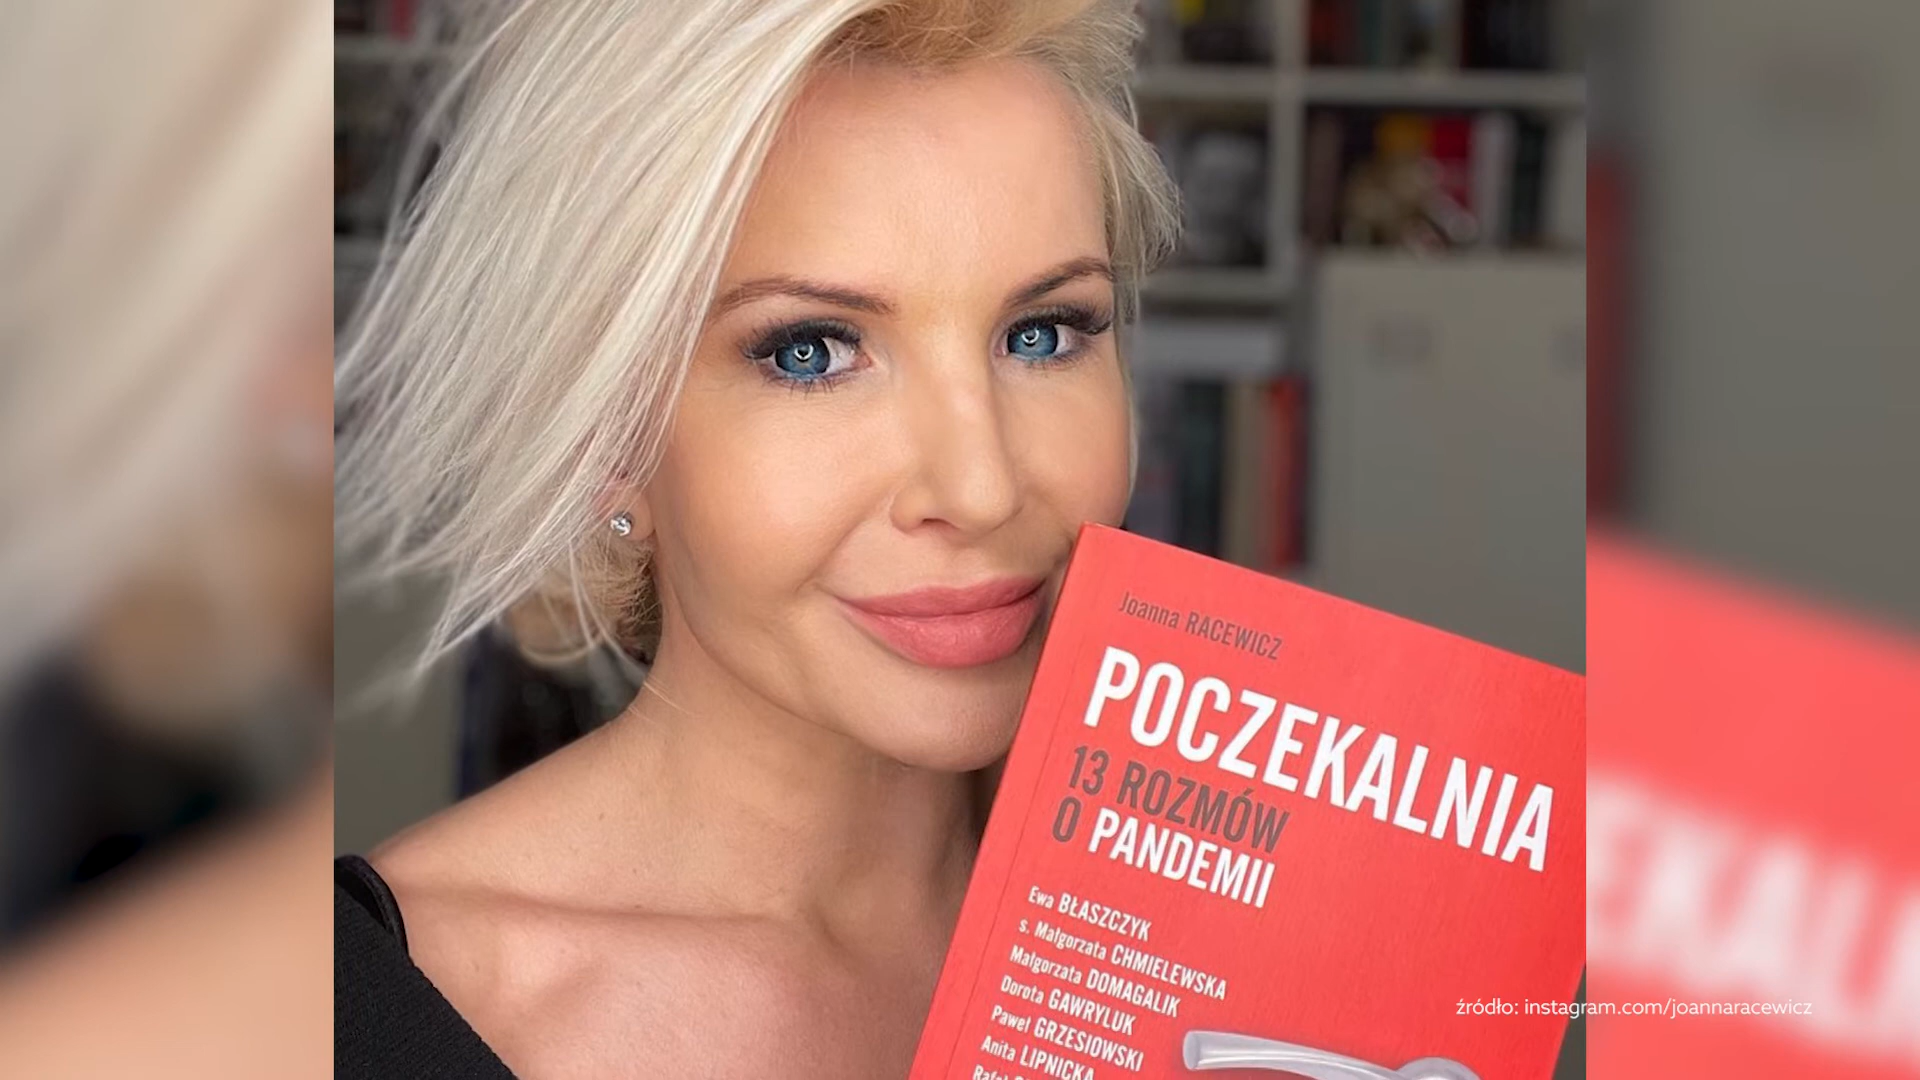 Joanna RACEWICZ
POCZEKALNIA
13 ROZMÓW
O PANDEMII
Ewa BŁASZCZYK
s. Małgorzata CHMIELEWSKA
Małgorzata DOMAGALIK
Dorota GAWRYLUK
Paweł GRZESIOWSKI
Anita LIPNICKA
Rafał
źródło: instagram.com/joannaracewicz